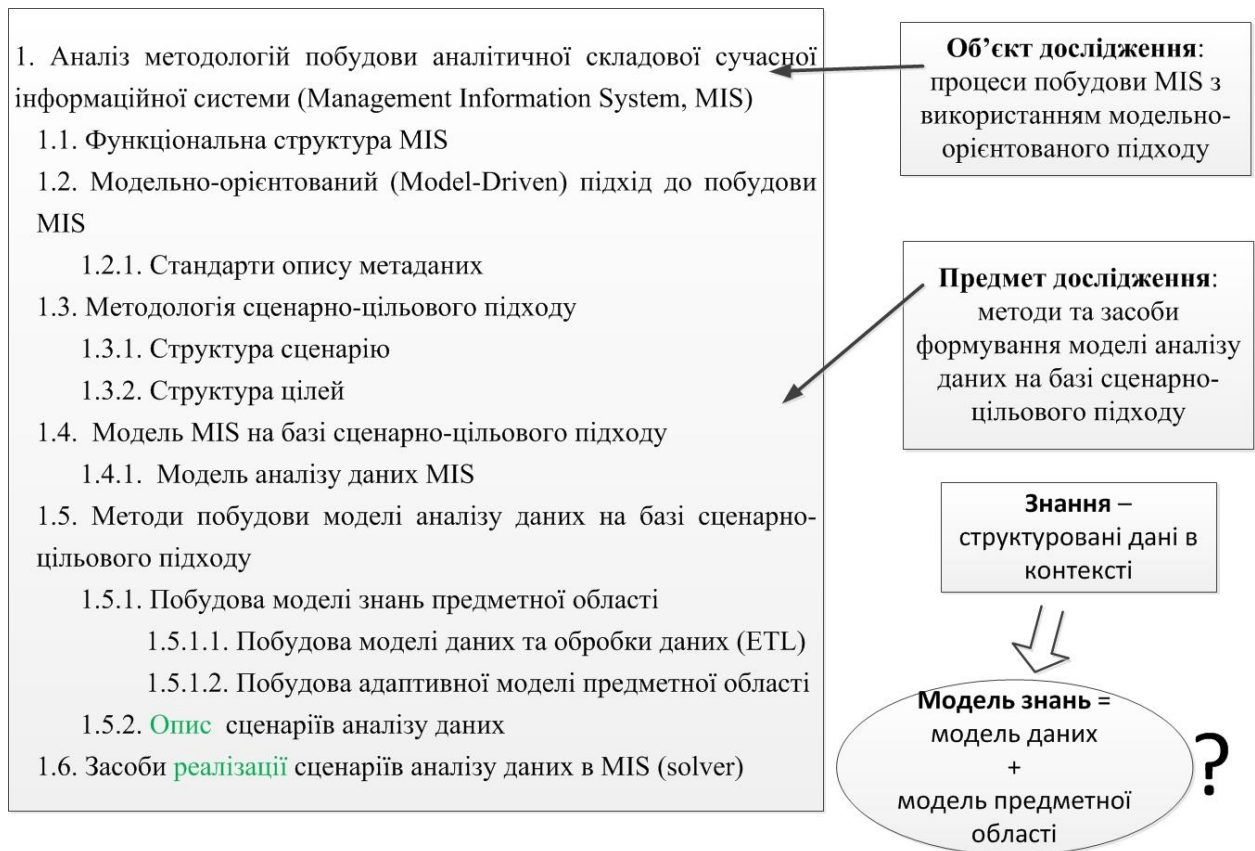 1. Аналіз методологій побудови аналітичної складової сучасної
інформаційної системи (Management Information System, MIS)
1.1. Функціональна структура MIS
1.2. Модельно-орієнтований (Model-Driven) підхід до побудови
MIS
1.2.1. Стандарти опису метаданих
1.3. Методологія сценарно-цільового підходу
1.3.1. Структура сценарію
1.3.2. Структура цілей
1.4. Модель MIS на базі сценарно-цільового підходу
1.4.1. Модель аналізу даних MIS
1.5. Методи побудови моделі аналізу даних на базі сценарно-
цільового підходу
1.5.1. Побудова моделі знань предметної області
1.5.1.1. Побудова моделі даних та обробки даних (ETL)
1.5.1.2. Побудова адаптивної моделі предметної області
1.5.2. Опис сценаріїв аналізу даних
1.6. Засоби реалізації сценаріїв аналізу даних в MIS (solver)
Об’єкт дослідження:
процеси побудови MIS з
використанням модельно-
орієнтованого підходу
Предмет дослідження:
методи та засоби
формування моделі аналізу
даних на базі сценарно-
цільового підходу
Знання –
структуровані дані в
контексті
Модель знань =
модель даних
+
модель предметної
області
?